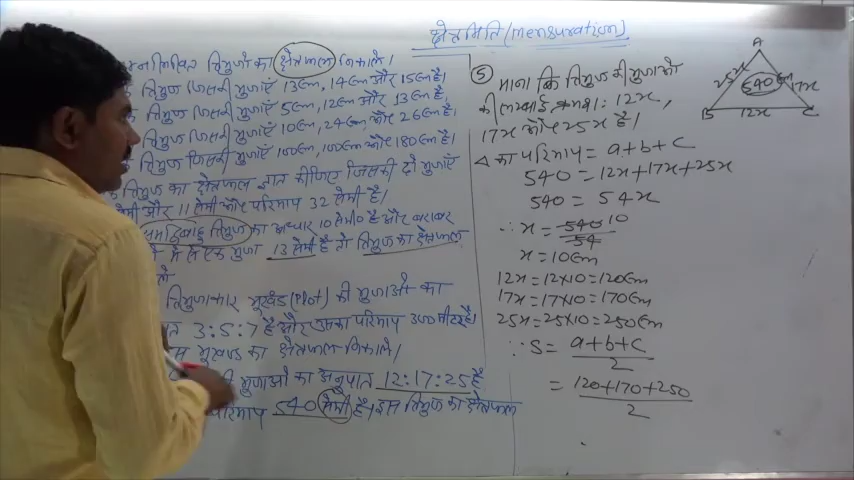 क्षेत्रमिति (mensuration)
त्रिभुजों का क्षेत्रफल निकालें।
त्रिभुज जिसकी भुजाएँ 13cm, 14cm और 15cm है।
त्रिभुज जिसकी भुजाएँ 5cm, 12cm और 13cm है।
त्रिभुज जिसकी भुजाएँ 10cm, 24cm और 26cm है।
त्रिभुज जिसकी भुजाएँ और 180cm है।
त्रिभुज का क्षेत्रफल ज्ञात कीजिए जिसकी दो भुजाएँ
सेमी और 11 सेमी और परिमाप 32 सेमी है।
समद्विबाहु त्रिभुज का आधार 10 सेमी० है और बराबर
में से एक भुजा 13 सेमी है तो त्रिभुज का क्षेत्रफल
त्रिभुजाकार भूखंड (Plot) की भुजाओं का
3:5:7 है और उसका परिमाप 300 मीटर है।
भूखण्ड का क्षेत्रफल निकालें।
भुजाओं का अनुपात 12:17:25 है
परिमाप 540 सेमी है। इस त्रिभुज का क्षेत्रफल
⑤ माना कि त्रिभुज की भुजाओं
की लम्बाई क्रमशः 12x,
17x और 25x है।
Δ का परिमाप = a+b+c
540 = 12x+17x+25x
540 = 54x
∴ x = 540/54 10
x = 10cm
12x = 12×10 = 120cm
17x = 17×10 = 170cm
25x = 25×10 = 250cm
∵ S = (a+b+c)/2
= (120+170+250)/2
A
25x 540 cm 17x
B 12x C